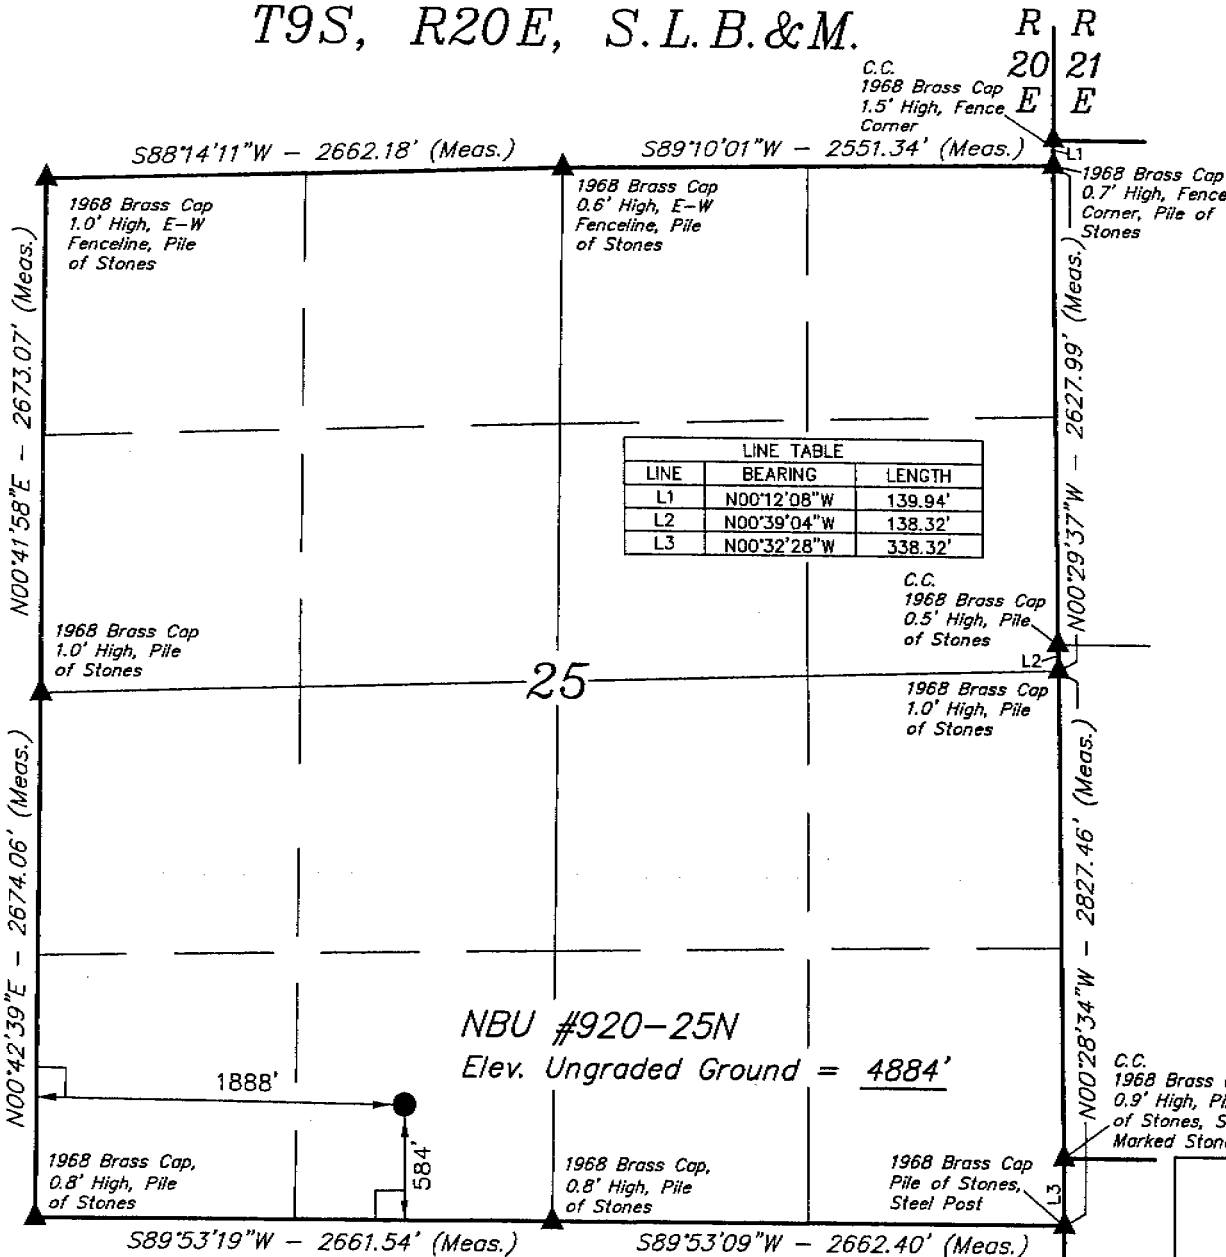 T9S, R20E, S.L.B.&M.
R R
20 21
E E
C.C.
1968 Brass Cap
1.5' High, Fence
Corner
S88°14'11"W - 2662.18' (Meas.)
S89°10'01"W - 2551.34' (Meas.)
L1
1968 Brass Cap
0.7' High, Fence
Corner, Pile of
Stones
1968 Brass Cap
1.0' High, E-W
Fenceline, Pile
of Stones
1968 Brass Cap
0.6' High, E-W
Fenceline, Pile
of Stones
N00°41'58"E - 2673.07' (Meas.)
N00°29'37"W - 2627.99' (Meas.)
LINE TABLE
LINE BEARING LENGTH
L1 N00°12'08"W 139.94'
L2 N00°39'04"W 138.32'
L3 N00°32'28"W 338.32'
C.C.
1968 Brass Cap
0.5' High, Pile
of Stones
1968 Brass Cap
1.0' High, Pile
of Stones
L2
25
1968 Brass Cap
1.0' High, Pile
of Stones
N00°42'39"E - 2674.06' (Meas.)
N00°28'34"W - 2827.46' (Meas.)
NBU #920-25N
Elev. Ungraded Ground = 4884'
1888'
584'
C.C.
1968 Brass
0.9' High,
of Stones,
Marked
1968 Brass Cap,
0.8' High, Pile
of Stones
1968 Brass Cap,
0.8' High, Pile
of Stones
1968 Brass Cap
Pile of Stones,
Steel Post
L3
S89°53'19"W - 2661.54' (Meas.)
S89°53'09"W - 2662.40' (Meas.)